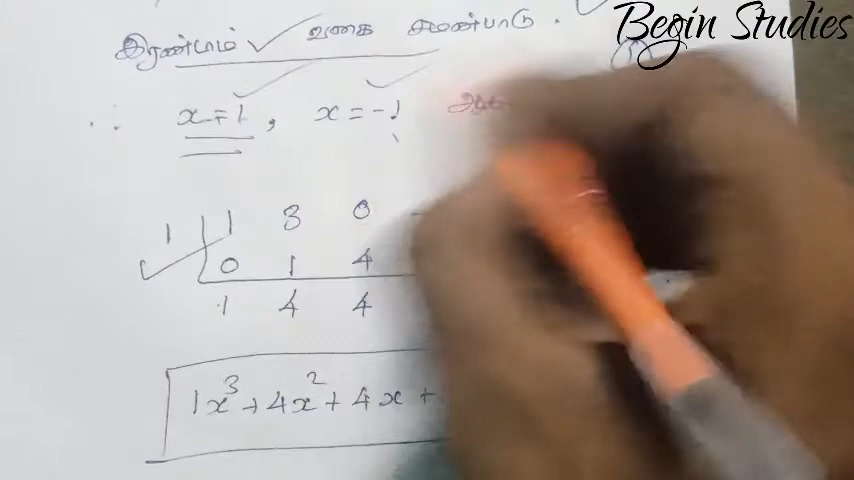 Begin Studies
இரண்டாம் வகை சமன்பாடு .
∴ x = 1 , x = -1
1 1 3 0
0 1 4
1 4 4
1x³ + 4x² + 4x +